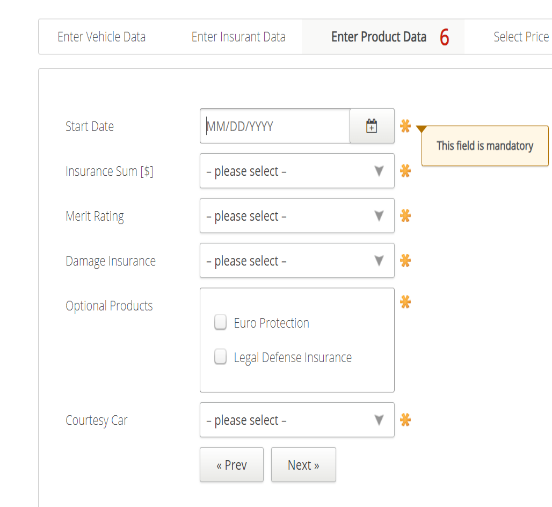 Enter Vehicle Data Enter Insurant Data Enter Product Data 6 Select Price
Start Date MM/DD/YYYY
This field is mandatory
Insurance Sum [$] – please select –
Merit Rating – please select –
Damage Insurance – please select –
Optional Products
Euro Protection
Legal Defense Insurance
Courtesy Car – please select –
« Prev Next »